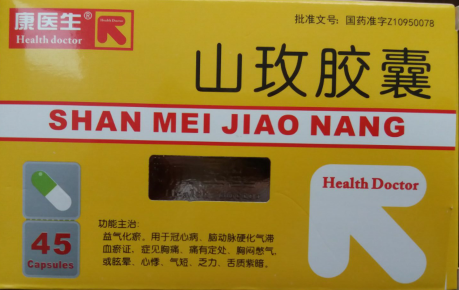 康医生®
Health doctor
Health Doctor
批准文号：国药准字Z10950078
山玫胶囊
SHAN MEI JIAO NANG
Health Doctor
45
Capsules
功能主治：
益气化瘀。用于冠心病、脑动脉硬化气滞
血瘀证，症见胸痛、痛有定处、胸闷憋气，
或眩晕、心悸、气短、乏力、舌质紫暗。